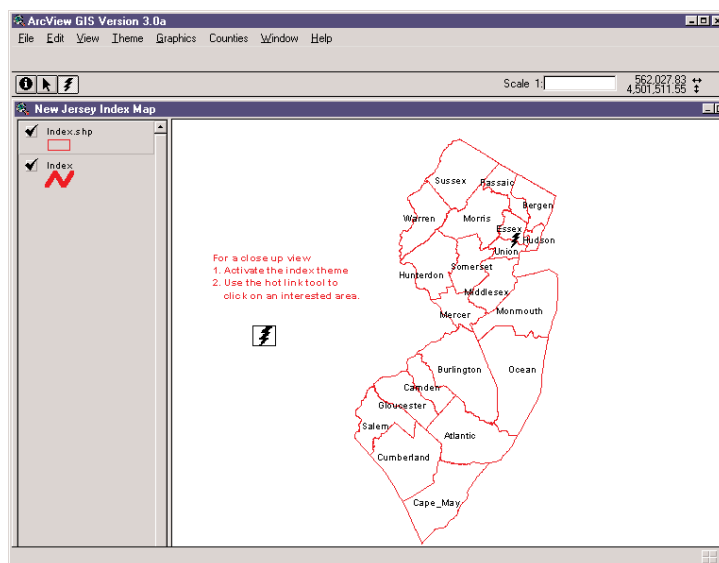 ArcView GIS Version 3.0a
File Edit View Theme Graphics Counties Window Help
Scale 1:
562,027.83
4,501,511.55
New Jersey Index Map
Index.shp
Index
Sussex
Passaic
Bergen
Warren
Morris
Essex
Hudson
Union
For a close up view
1. Activate the index theme
2. Use the hot link tool to
click on an interested area.
Somerset
Hunterdon
Middlesex
Mercer
Monmouth
Burlington
Ocean
Camden
Gloucester
Salem
Atlantic
Cumberland
Cape_May